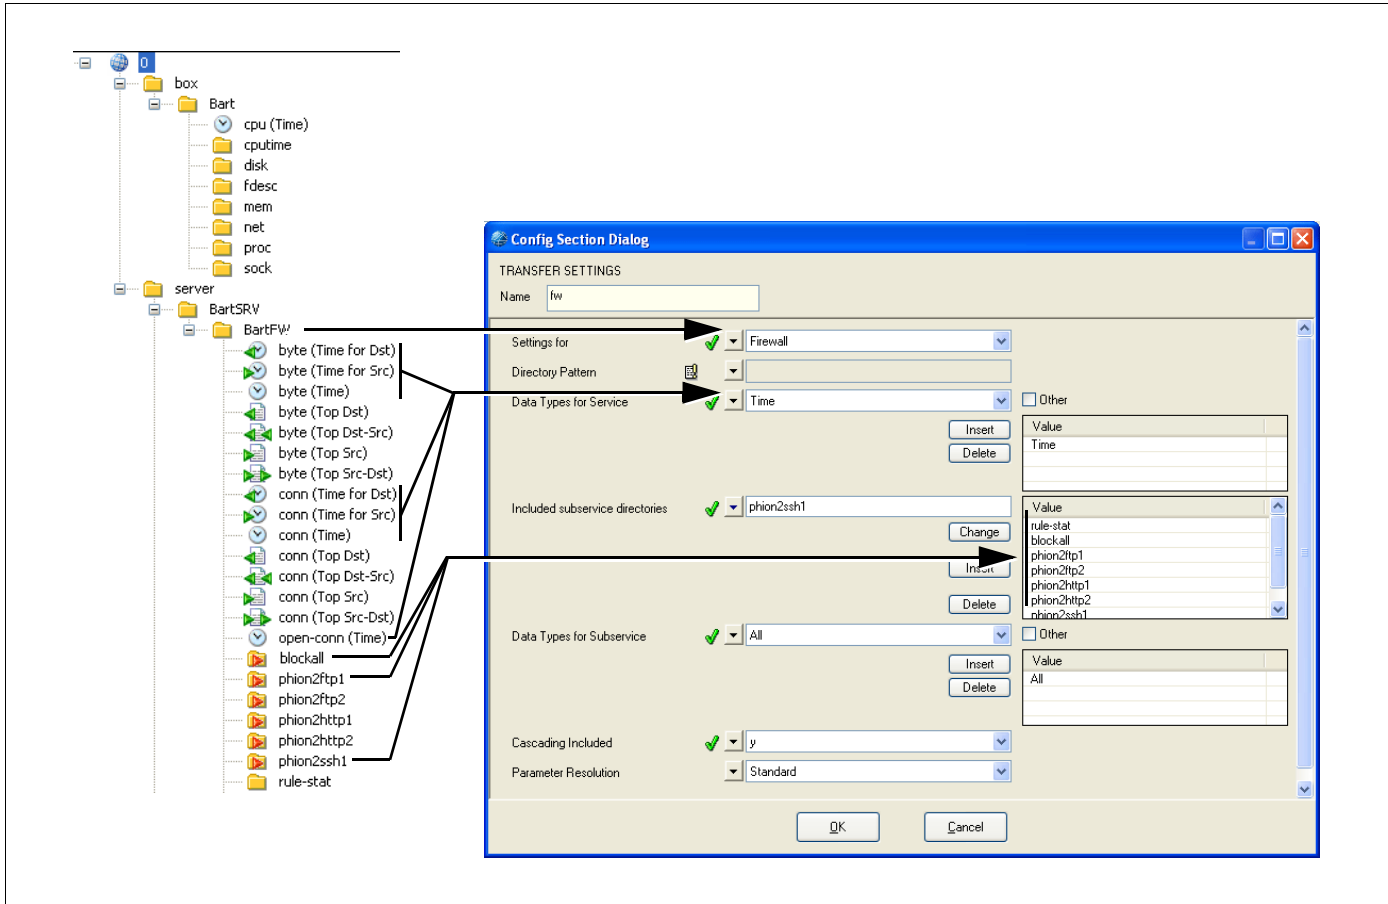 0
box
Bart
cpu (Time)
cputime
disk
fdesc
mem
net
proc
sock
server
BartSRV
BartFW
byte (Time for Dst)
byte (Time for Src)
byte (Time)
byte (Top Dst)
byte (Top Dst-Src)
byte (Top Src)
byte (Top Src-Dst)
conn (Time for Dst)
conn (Time for Src)
conn (Time)
conn (Top Dst)
conn (Top Dst-Src)
conn (Top Src)
conn (Top Src-Dst)
open-conn (Time)
blockall
phion2ftp1
phion2ftp2
phion2http1
phion2http2
phion2ssh1
rule-stat
Config Section Dialog
TRANSFER SETTINGS
Name fw
Settings for Firewall
Directory Pattern
Data Types for Service Time Other
Insert
Delete
Value
Time
Included subservice directories phion2ssh1
Change
Insert
Delete
Value
rule-stat
blockall
phion2ftp1
phion2ftp2
phion2http1
phion2http2
phion2ssh1
Data Types for Subservice All Other
Insert
Delete
Value
All
Cascading Included y
Parameter Resolution Standard
OK Cancel